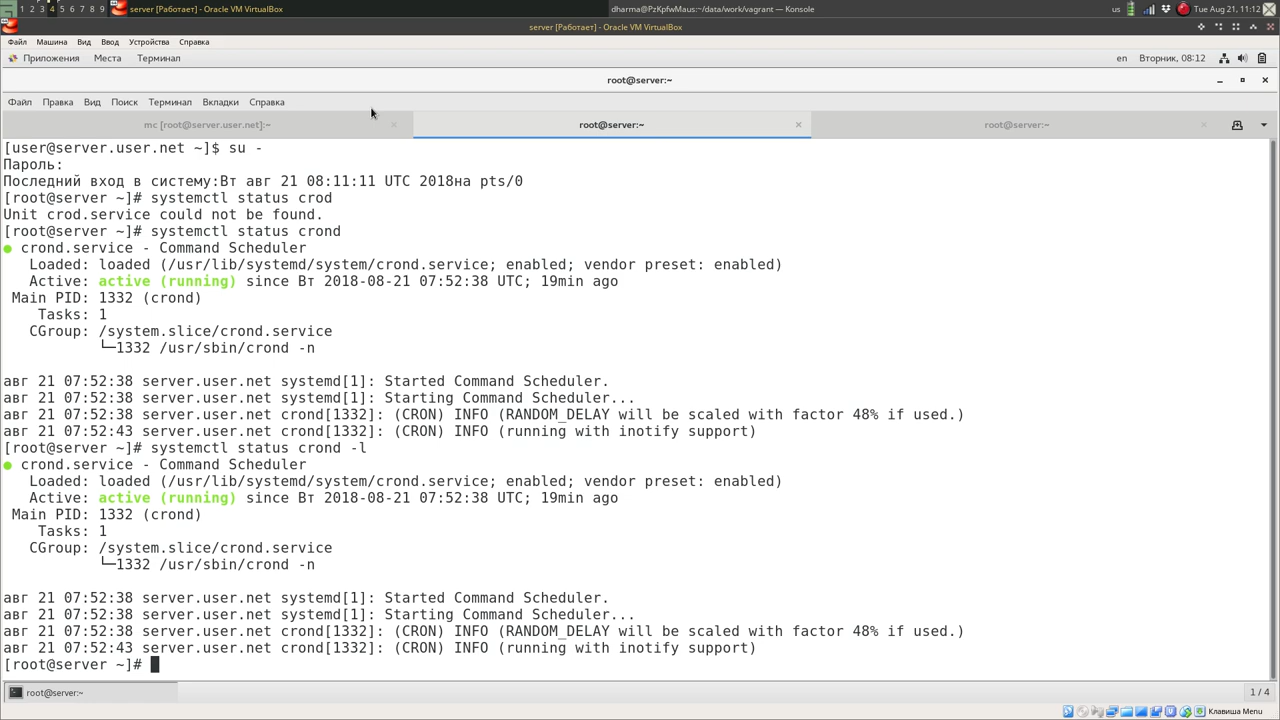 1 2 3 4 5 6 7 8 9
server [Работает] - Oracle VM VirtualBox
dharma@PzKpfwMaus:~/data/work/vagrant — Konsole
us
Tue Aug 21, 11:12
server [Работает] - Oracle VM VirtualBox
Файл Машина Вид Ввод Устройства Справка
Приложения Места Терминал
en Вторник, 08:12
root@server:~
Файл Правка Вид Поиск Терминал Вкладки Справка
mc [root@server.user.net]:~ × root@server:~ × root@server:~ ×
[user@server.user.net ~]$ su -
Пароль:
Последний вход в систему:Вт авг 21 08:11:11 UTC 2018на pts/0
[root@server ~]# systemctl status crod
Unit crod.service could not be found.
[root@server ~]# systemctl status crond
● crond.service - Command Scheduler
Loaded: loaded (/usr/lib/systemd/system/crond.service; enabled; vendor preset: enabled)
Active: active (running) since Вт 2018-08-21 07:52:38 UTC; 19min ago
Main PID: 1332 (crond)
Tasks: 1
CGroup: /system.slice/crond.service
└─1332 /usr/sbin/crond -n
авг 21 07:52:38 server.user.net systemd[1]: Started Command Scheduler.
авг 21 07:52:38 server.user.net systemd[1]: Starting Command Scheduler...
авг 21 07:52:38 server.user.net crond[1332]: (CRON) INFO (RANDOM_DELAY will be scaled with factor 48% if used.)
авг 21 07:52:43 server.user.net crond[1332]: (CRON) INFO (running with inotify support)
[root@server ~]# systemctl status crond -l
● crond.service - Command Scheduler
Loaded: loaded (/usr/lib/systemd/system/crond.service; enabled; vendor preset: enabled)
Active: active (running) since Вт 2018-08-21 07:52:38 UTC; 19min ago
Main PID: 1332 (crond)
Tasks: 1
CGroup: /system.slice/crond.service
└─1332 /usr/sbin/crond -n
авг 21 07:52:38 server.user.net systemd[1]: Started Command Scheduler.
авг 21 07:52:38 server.user.net systemd[1]: Starting Command Scheduler...
авг 21 07:52:38 server.user.net crond[1332]: (CRON) INFO (RANDOM_DELAY will be scaled with factor 48% if used.)
авг 21 07:52:43 server.user.net crond[1332]: (CRON) INFO (running with inotify support)
[root@server ~]#
root@server:~
1 / 4
Клавиша Menu